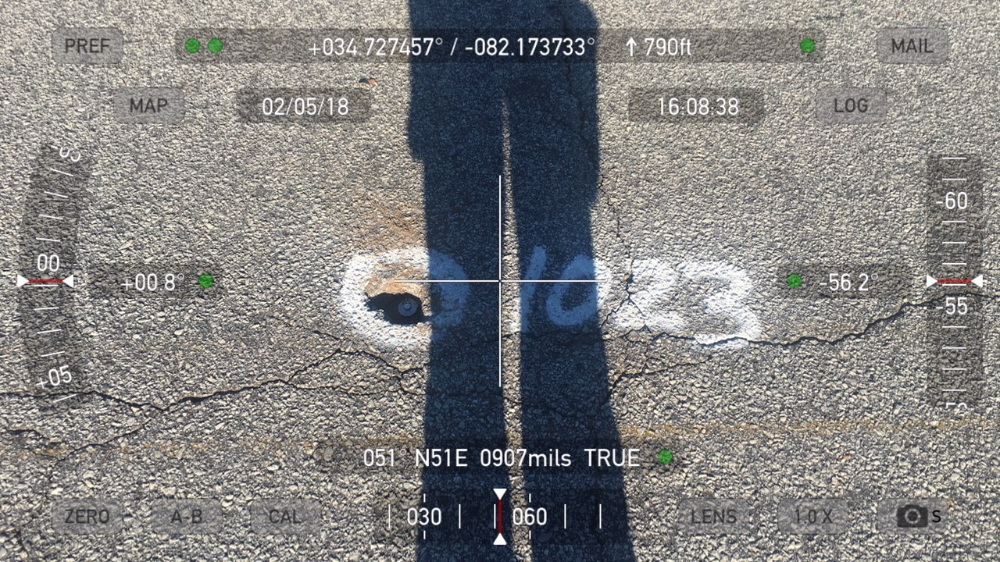 PREF +034.727457° / -082.173733° ↑ 790ft MAIL
MAP 02/05/18 16:08:38 LOG
-60
00
+00.8° -56.2°
-55
1023
+05
051° N51E 0907mils TRUE
ZERO A-B CAL 030 060 LENS 1.0 X S